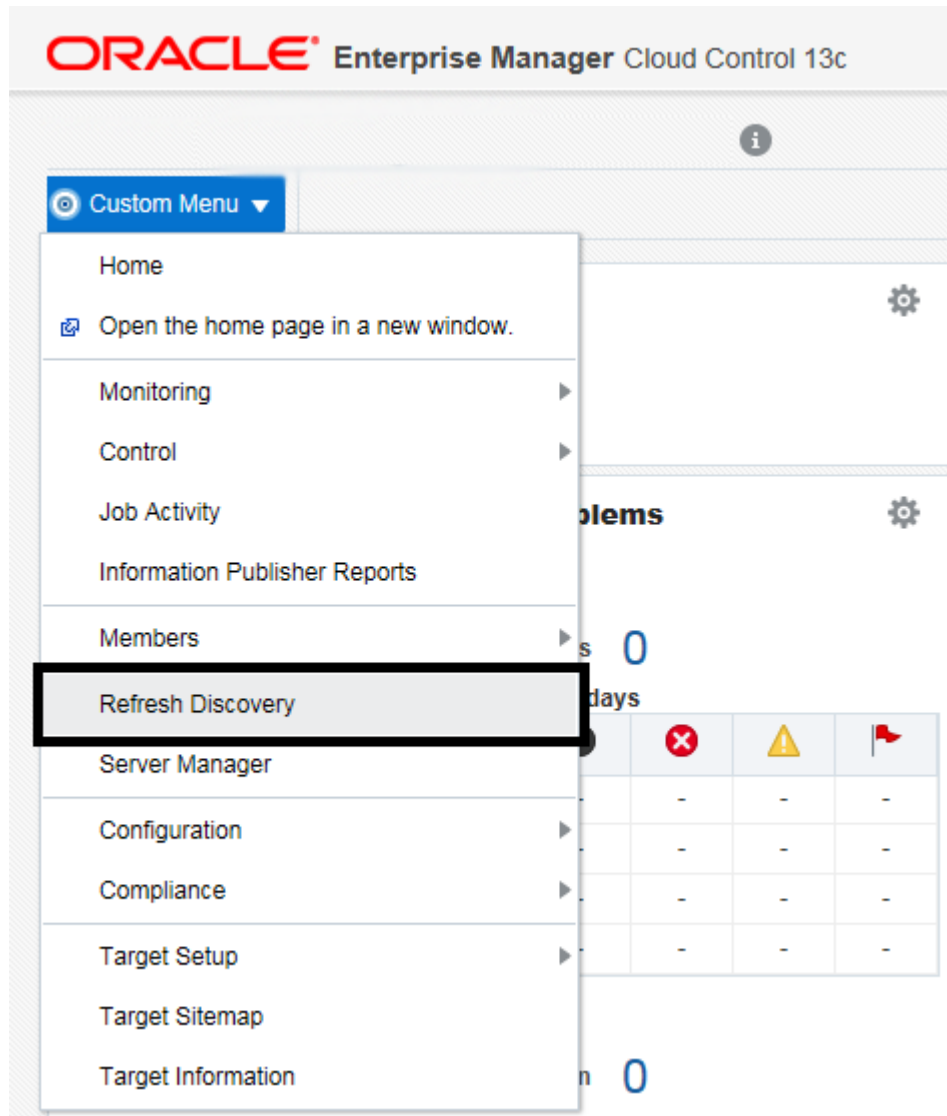 ORACLE Enterprise Manager Cloud Control 13c
Custom Menu
Home
Open the home page in a new window.
Monitoring
Control
Job Activity
Information Publisher Reports
Members
Refresh Discovery
Server Manager
Configuration
Compliance
Target Setup
Target Sitemap
Target Information
blems
s 0
days
- - - -
- - - -
- - - -
- - - -
n 0